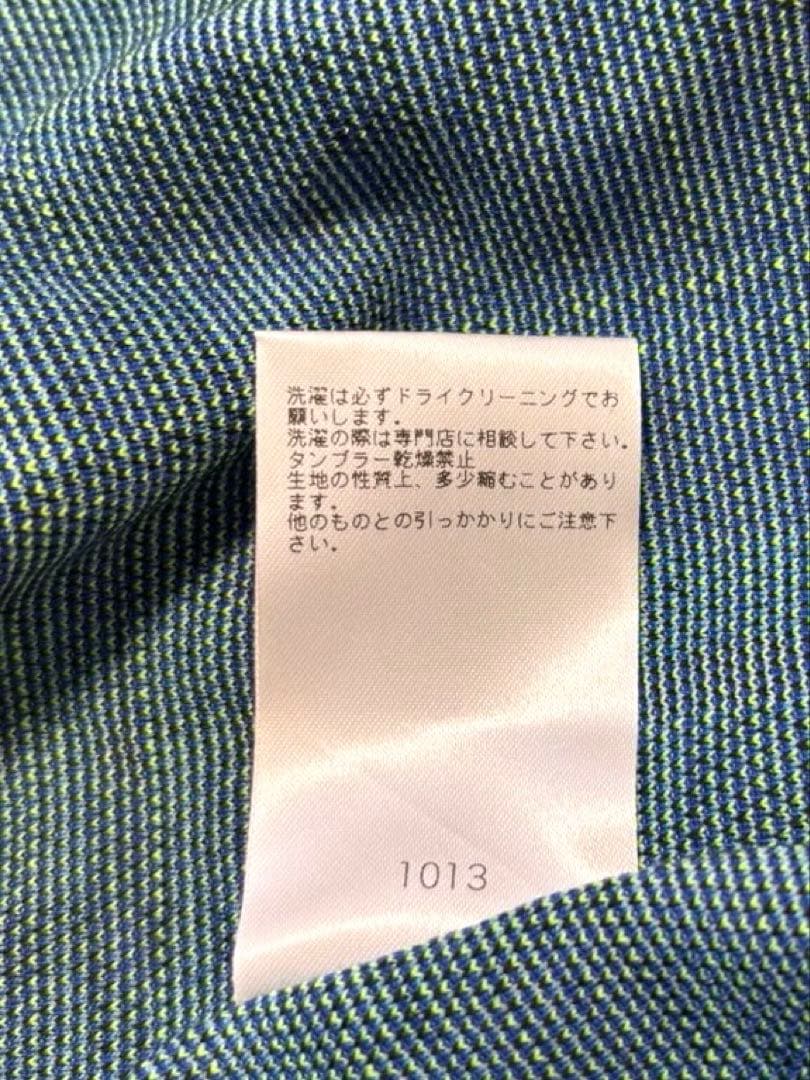 洗濯は必ずドライクリーニングでお
願いします。
洗濯の際は専門店に相談して下さい。
タンブラー乾燥禁止
生地の性質上、多少縮むことがあり
ます。
他のものとの引っかかりにご注意下
さい。
1013